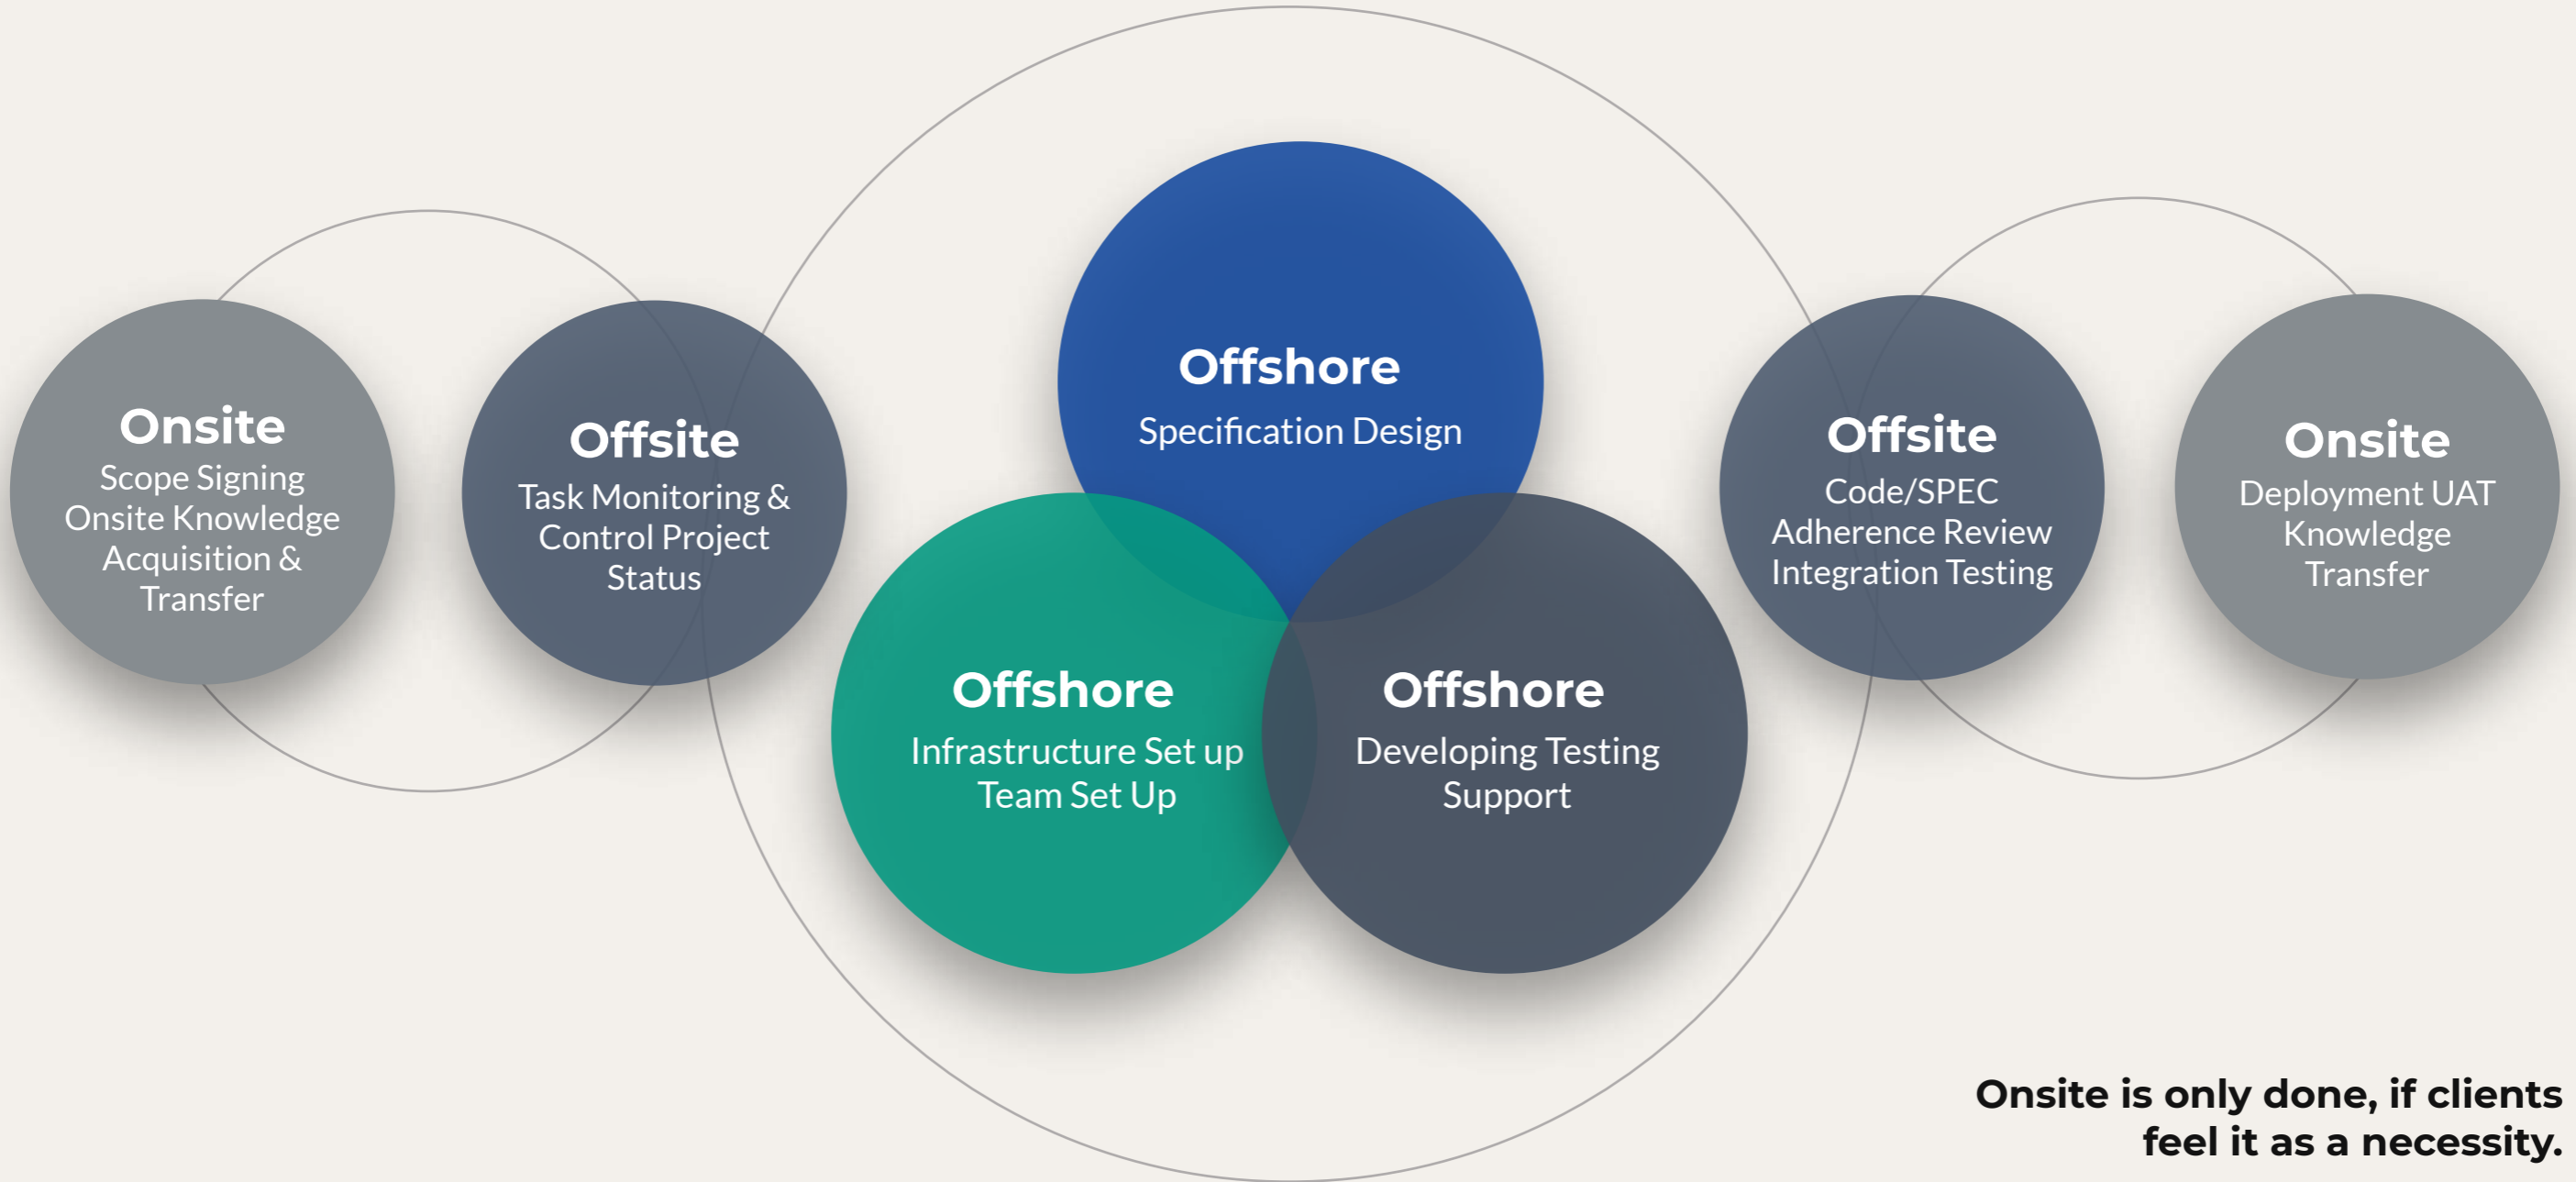 Onsite
Scope Signing
Onsite Knowledge
Acquisition &
Transfer
Offsite
Task Monitoring &
Control Project
Status
Offshore
Specification Design
Offshore
Infrastructure Set up
Team Set Up
Offshore
Developing Testing
Support
Offsite
Code/SPEC
Adherence Review
Integration Testing
Onsite
Deployment UAT
Knowledge
Transfer
Onsite is only done, if clients
feel it as a necessity.